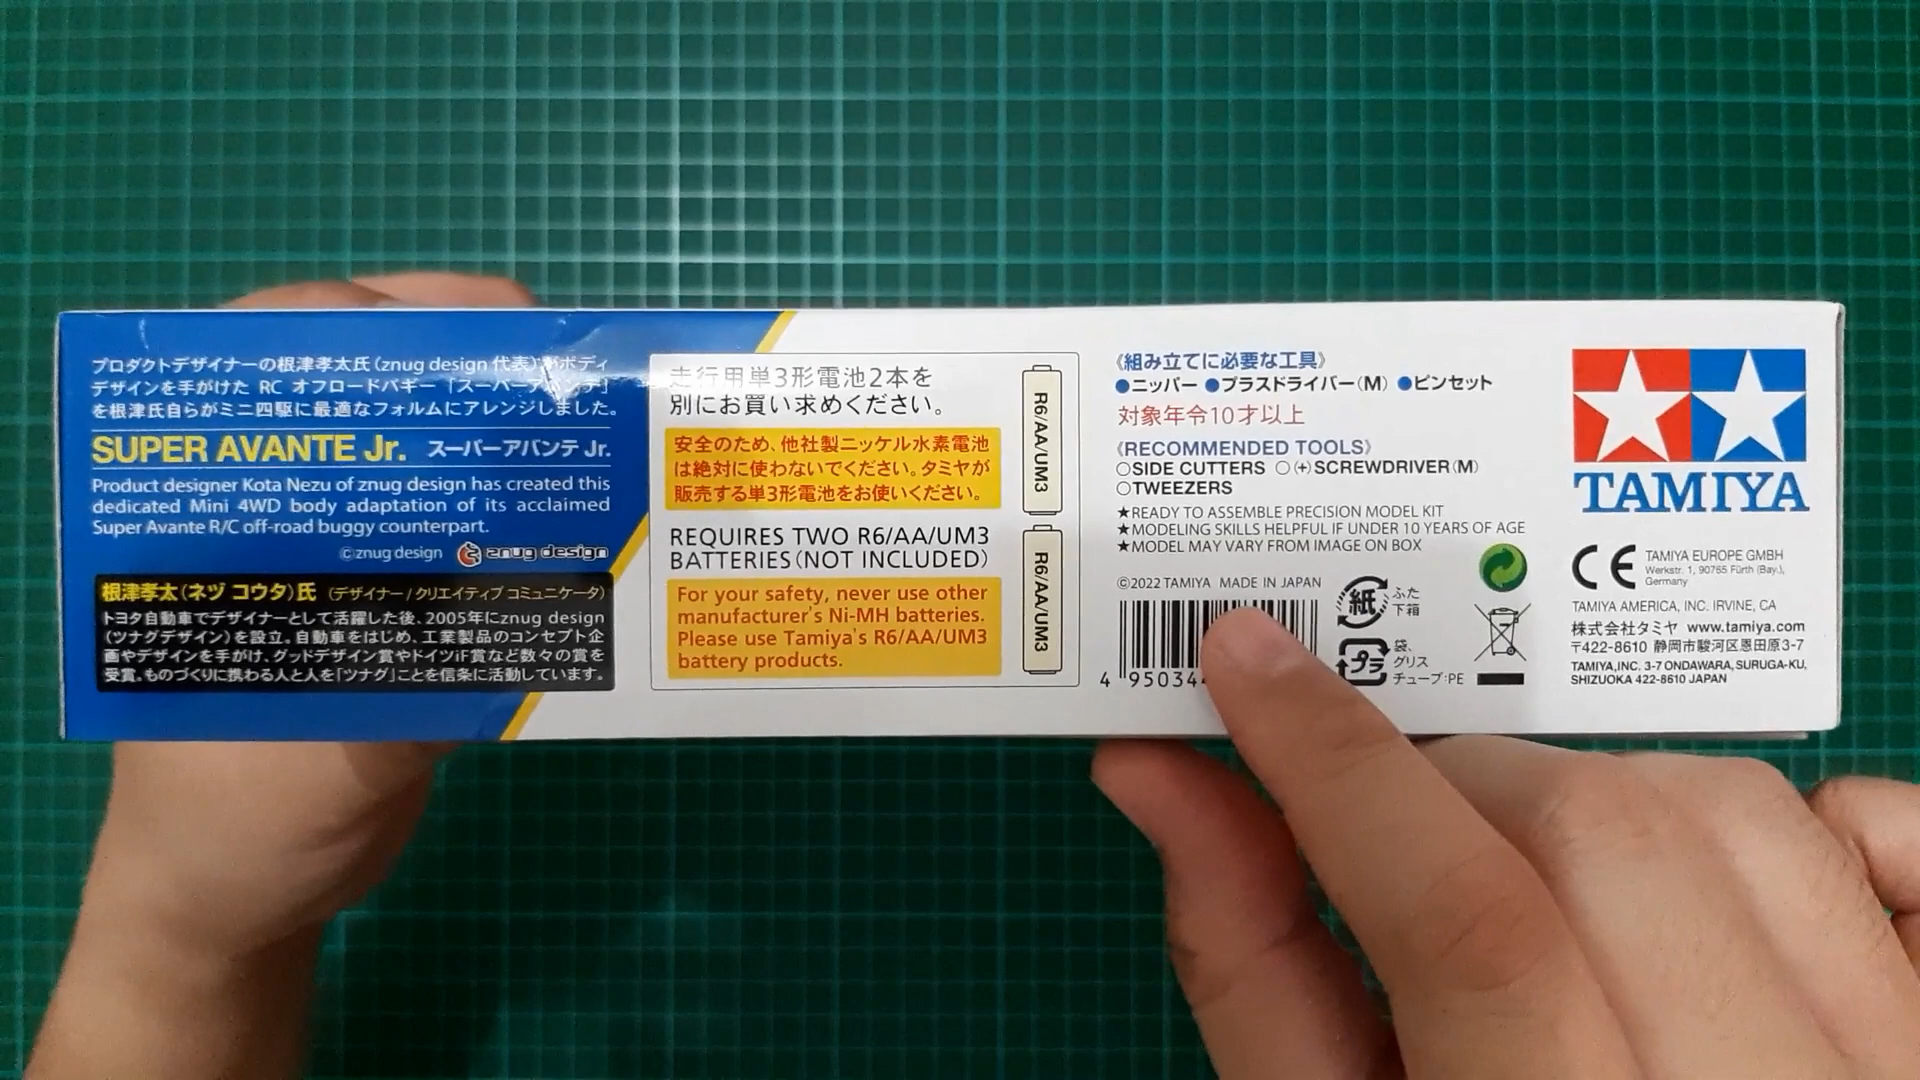 プロダクトデザイナーの根津孝太氏(znug design 代表)がボディ
デザインを手がけた RC オフロードバギー「スーパーアバンテ」
を根津氏自らがミニ四駆に最適なフォルムにアレンジしました。
SUPER AVANTE Jr. スーパーアバンテ Jr.
Product designer Kota Nezu of znug design has created this
dedicated Mini 4WD body adaptation of its acclaimed
Super Avante R/C off-road buggy counterpart.
©znug design znug design
根津孝太(ネヅ コウタ)氏 (デザイナー/クリエイティブ コミュニケータ)
トヨタ自動車でデザイナーとして活躍した後、2005年にznug design
(ツナグデザイン)を設立。自動車をはじめ、工業製品のコンセプト企
画やデザインを手がけ、グッドデザイン賞やドイツiF賞など数々の賞を
受賞。ものづくりに携わる人と人を「ツナグ」ことを信条に活動しています。
走行用単3形電池2本を
別にお買い求めください。
安全のため、他社製ニッケル水素電池
は絶対に使わないでください。タミヤが
販売する単3形電池をお使いください。
REQUIRES TWO R6/AA/UM3
BATTERIES (NOT INCLUDED)
For your safety, never use other
manufacturer's Ni-MH batteries.
Please use Tamiya's R6/AA/UM3
battery products.
R6/AA/UM3
R6/AA/UM3
《組み立てに必要な工具》
●ニッパー ●プラスドライバー(M) ●ピンセット
対象年令10才以上
《RECOMMENDED TOOLS》
○SIDE CUTTERS ○(+)SCREWDRIVER (M)
○TWEEZERS
★READY TO ASSEMBLE PRECISION MODEL KIT
★MODELING SKILLS HELPFUL IF UNDER 10 YEARS OF AGE
★MODEL MAY VARY FROM IMAGE ON BOX
©2022 TAMIYA MADE IN JAPAN
4 95034
紙 ふた
下箱
プラ 袋、
グリス
チューブ:PE
TAMIYA
CE TAMIYA EUROPE GMBH
Werkstr. 1, 90765 Fürth (Bay.),
Germany
TAMIYA AMERICA, INC. IRVINE, CA
株式会社タミヤ www.tamiya.com
〒422-8610 静岡市駿河区恩田原3-7
TAMIYA,INC. 3-7 ONDAWARA, SURUGA-KU,
SHIZUOKA 422-8610 JAPAN